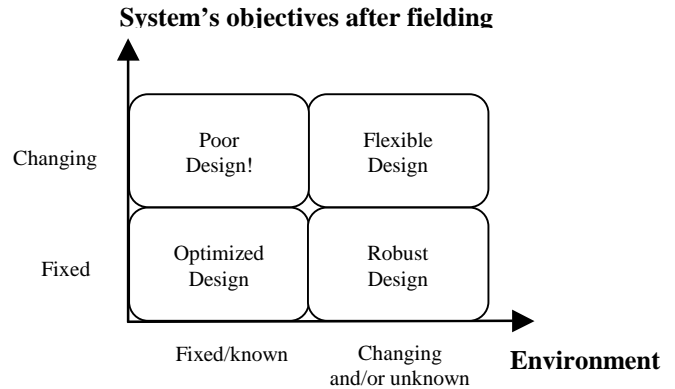 System's objectives after fielding
Changing
Poor
Design!
Flexible
Design
Fixed
Optimized
Design
Robust
Design
Fixed/known
Changing
and/or unknown
Environment